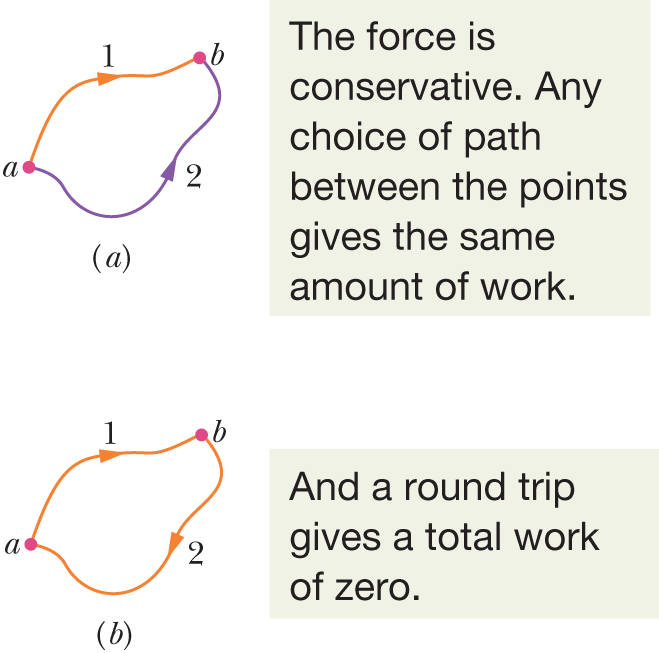 1
b
a
2
(a)
The force is
conservative. Any
choice of path
between the points
gives the same
amount of work.
1
b
a
2
(b)
And a round trip
gives a total work
of zero.